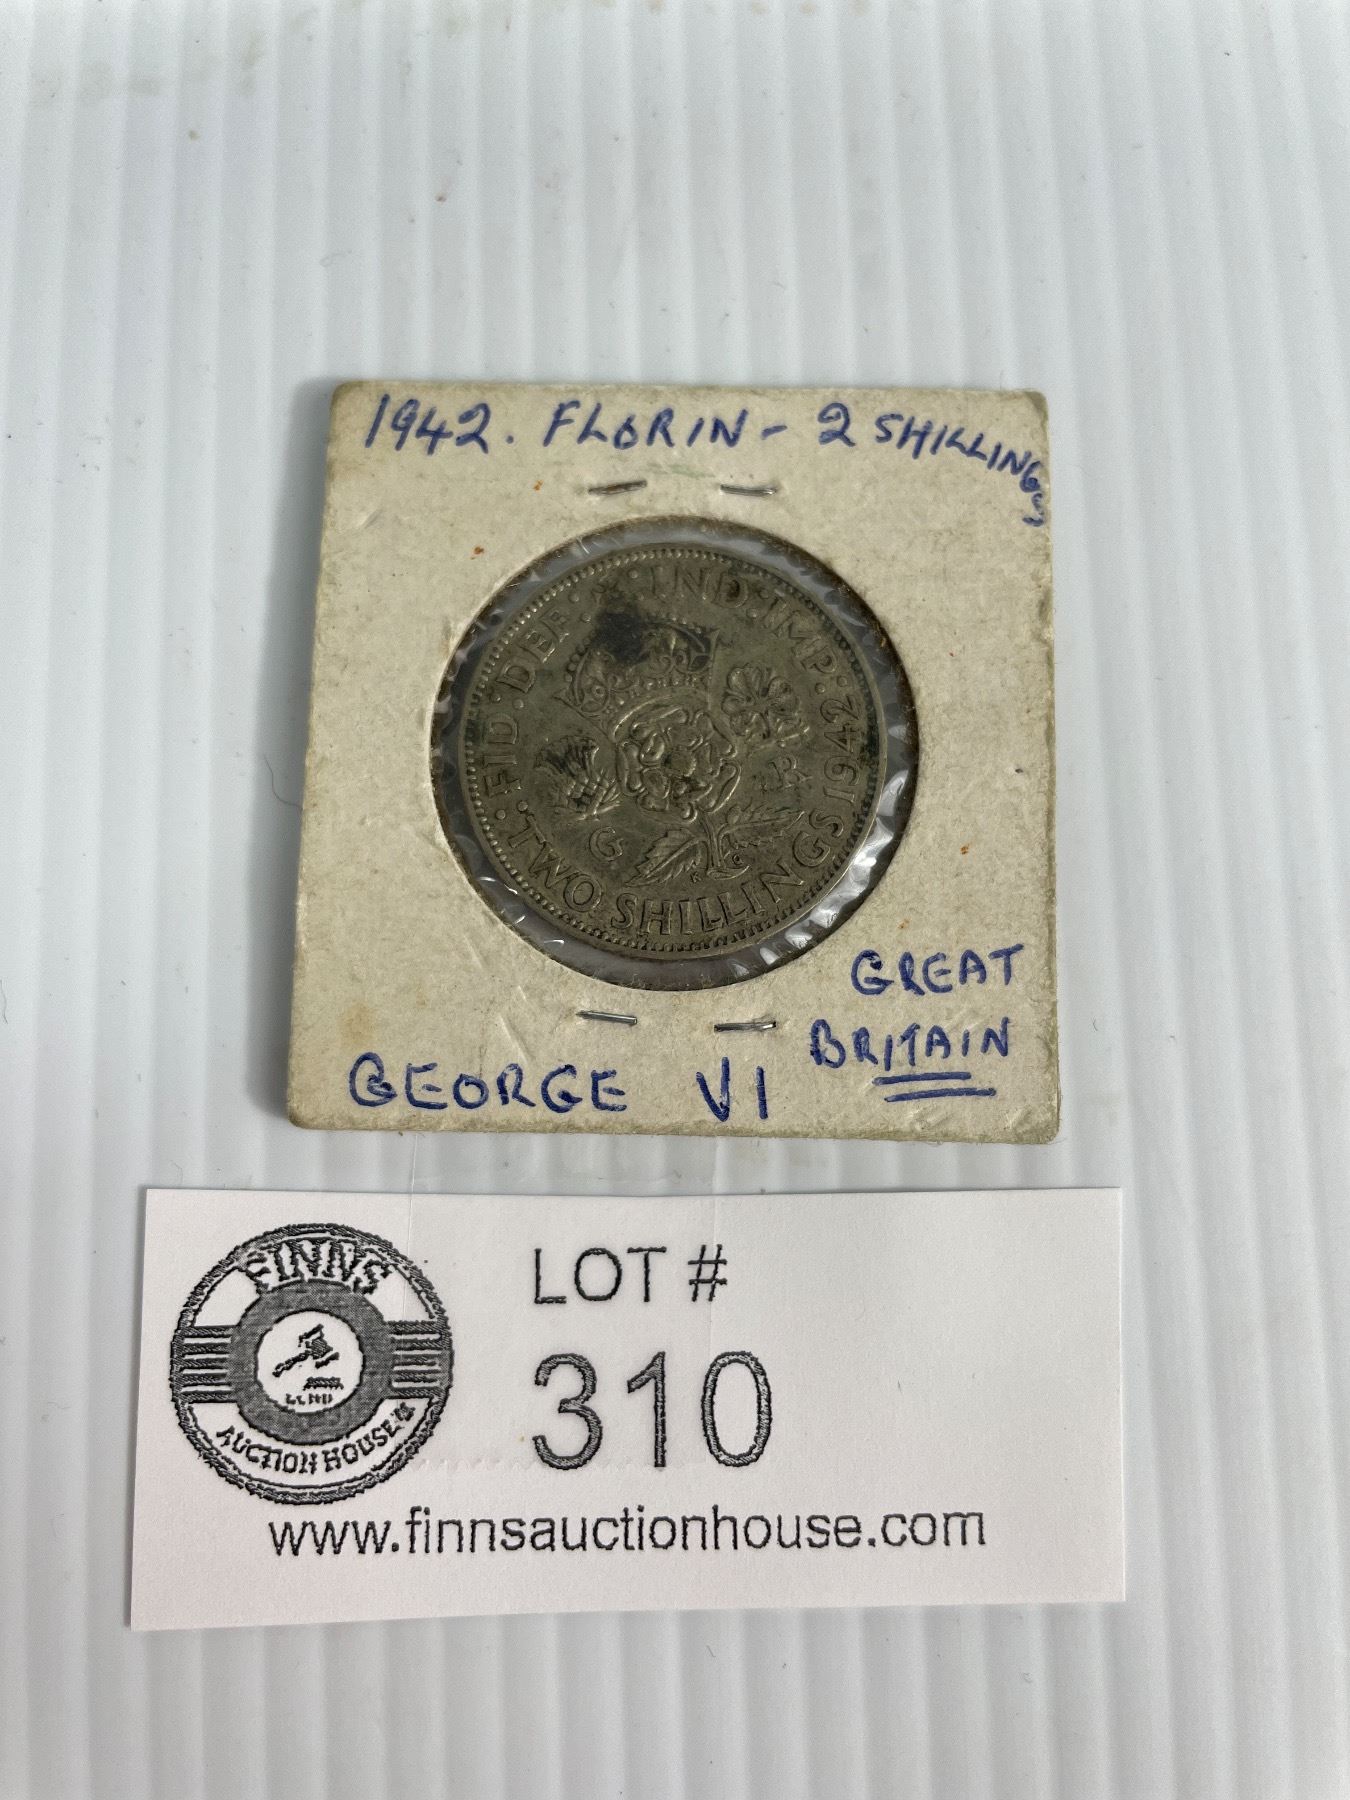 1942. FLORIN - 2 SHILLINGS
FID: DEF: IND: IMP: 1942
G R
K G
TWO SHILLINGS
GREAT
BRITAIN
GEORGE VI
FINNS
AUCTION HOUSE
LOT #
310
www.finnsauctionhouse.com